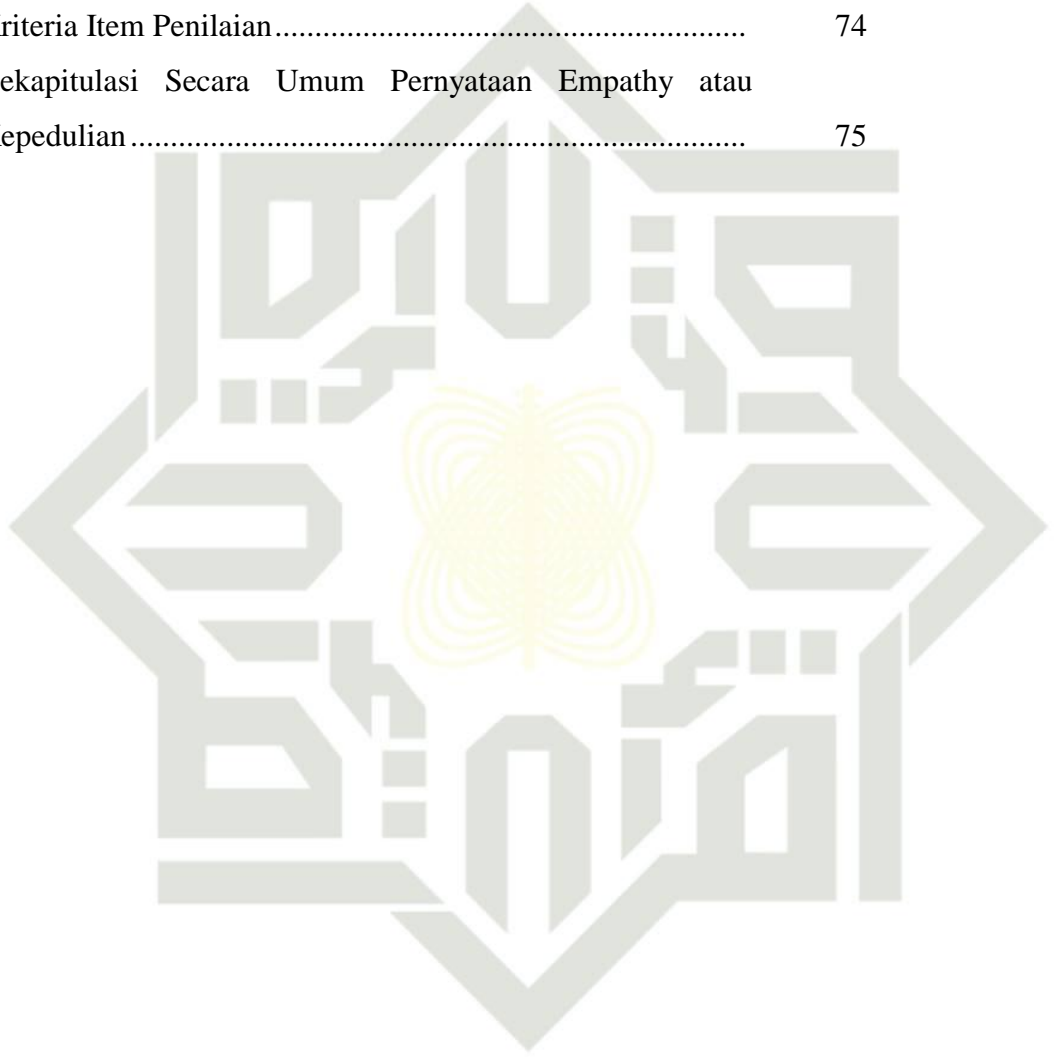 riteria Item Penilaian........................................................... 74
ekapitulasi Secara Umum Pernyataan Empathy atau
epedulian ............................................................................. 75